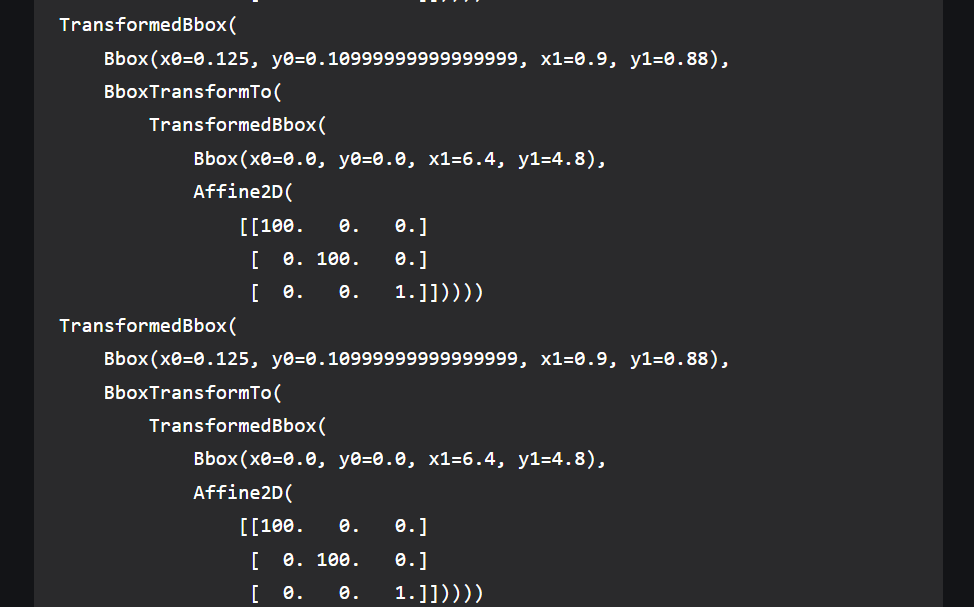 TransformedBbox(
    Bbox(x0=0.125, y0=0.10999999999999999, x1=0.9, y1=0.88),
    BboxTransformTo(
        TransformedBbox(
            Bbox(x0=0.0, y0=0.0, x1=6.4, y1=4.8),
            Affine2D(
                [[100.   0.   0.]
                 [  0. 100.   0.]
                 [  0.   0.   1.]])))))
TransformedBbox(
    Bbox(x0=0.125, y0=0.10999999999999999, x1=0.9, y1=0.88),
    BboxTransformTo(
        TransformedBbox(
            Bbox(x0=0.0, y0=0.0, x1=6.4, y1=4.8),
            Affine2D(
                [[100.   0.   0.]
                 [  0. 100.   0.]
                 [  0.   0.   1.]])))))